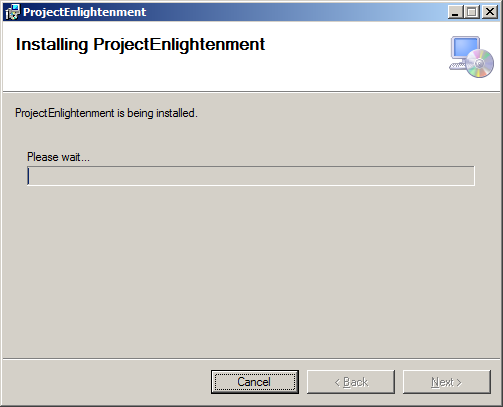 ProjectEnlightenment
Installing ProjectEnlightenment
ProjectEnlightenment is being installed.
Please wait...
Cancel
< Back
Next >